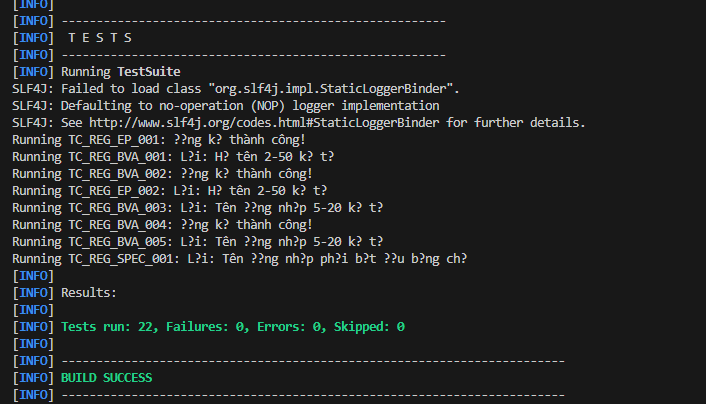 [INFO]
[INFO] -------------------------------------------------------
[INFO]  T E S T S
[INFO] -------------------------------------------------------
[INFO] Running TestSuite
SLF4J: Failed to load class "org.slf4j.impl.StaticLoggerBinder".
SLF4J: Defaulting to no-operation (NOP) logger implementation
SLF4J: See http://www.slf4j.org/codes.html#StaticLoggerBinder for further details.
Running TC_REG_EP_001: ??ng k? thành công!
Running TC_REG_BVA_001: L?i: H? tên 2-50 k? t?
Running TC_REG_BVA_002: ??ng k? thành công!
Running TC_REG_EP_002: L?i: H? tên 2-50 k? t?
Running TC_REG_BVA_003: L?i: Tên ??ng nh?p 5-20 k? t?
Running TC_REG_BVA_004: ??ng k? thành công!
Running TC_REG_BVA_005: L?i: Tên ??ng nh?p 5-20 k? t?
Running TC_REG_SPEC_001: L?i: Tên ??ng nh?p ph?i b?t ??u b?ng ch?
[INFO]
[INFO] Results:
[INFO]
[INFO] Tests run: 22, Failures: 0, Errors: 0, Skipped: 0
[INFO]
[INFO] ------------------------------------------------------------------------
[INFO] BUILD SUCCESS
[INFO] ------------------------------------------------------------------------